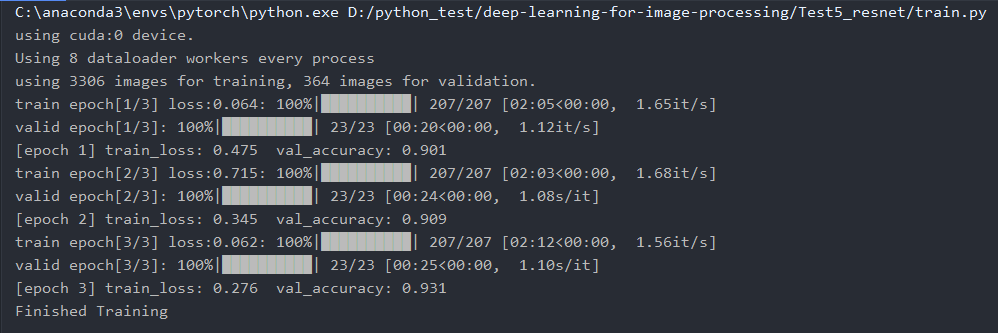 C:\anaconda3\envs\pytorch\python.exe D:/python_test/deep-learning-for-image-processing/Test5_resnet/train.py
using cuda:0 device.
Using 8 dataloader workers every process
using 3306 images for training, 364 images for validation.
train epoch[1/3] loss:0.064: 100%|██████████| 207/207 [02:05<00:00,  1.65it/s]
valid epoch[1/3]: 100%|██████████| 23/23 [00:20<00:00,  1.12it/s]
[epoch 1] train_loss: 0.475  val_accuracy: 0.901
train epoch[2/3] loss:0.715: 100%|██████████| 207/207 [02:03<00:00,  1.68it/s]
valid epoch[2/3]: 100%|██████████| 23/23 [00:24<00:00,  1.08s/it]
[epoch 2] train_loss: 0.345  val_accuracy: 0.909
train epoch[3/3] loss:0.062: 100%|██████████| 207/207 [02:12<00:00,  1.56it/s]
valid epoch[3/3]: 100%|██████████| 23/23 [00:25<00:00,  1.10s/it]
[epoch 3] train_loss: 0.276  val_accuracy: 0.931
Finished Training